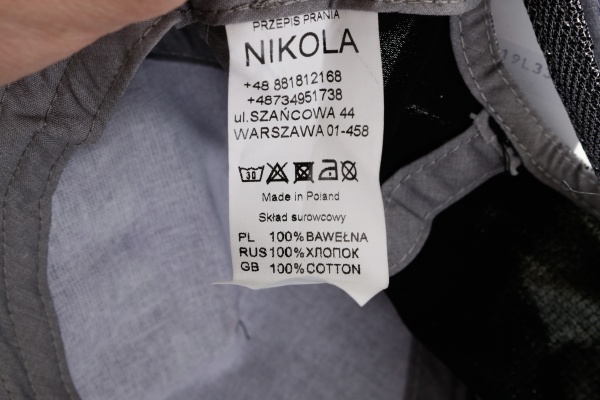 PRZEPIS PRANIA
NIKOLA
+48 881812168
+48734951738
ul.SZAŃCOWA 44
WARSZAWA 01-458
30
Made in Poland
Skład surowcowy
PL 100%BAWEŁNA
RUS 100%ХЛОПОК
GB 100%COTTON